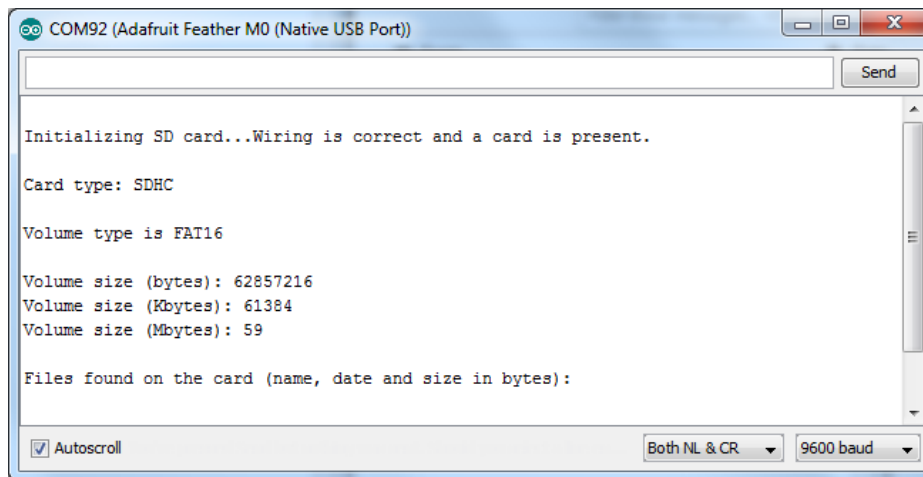 COM92 (Adafruit Feather M0 (Native USB Port))
Send
Initializing SD card...Wiring is correct and a card is present.
Card type: SDHC
Volume type is FAT16
Volume size (bytes): 62857216
Volume size (Kbytes): 61384
Volume size (Mbytes): 59
Files found on the card (name, date and size in bytes):
Autoscroll
Both NL & CR
9600 baud